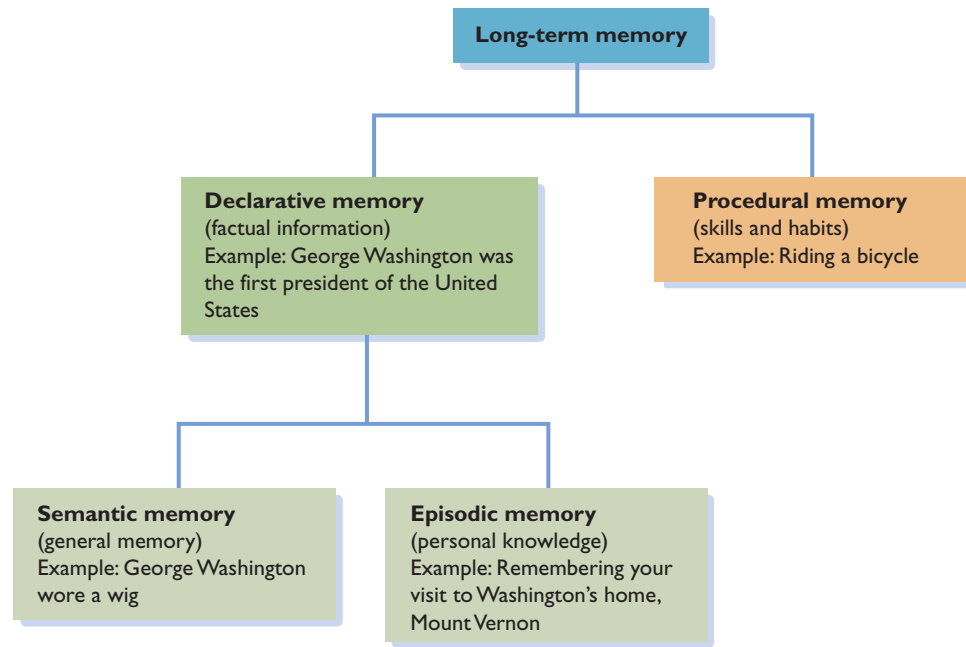 Long-term memory
Declarative memory
(factual information)
Example: George Washington was
the first president of the United
States
Procedural memory
(skills and habits)
Example: Riding a bicycle
Semantic memory
(general memory)
Example: George Washington
wore a wig
Episodic memory
(personal knowledge)
Example: Remembering your
visit to Washington’s home,
Mount Vernon